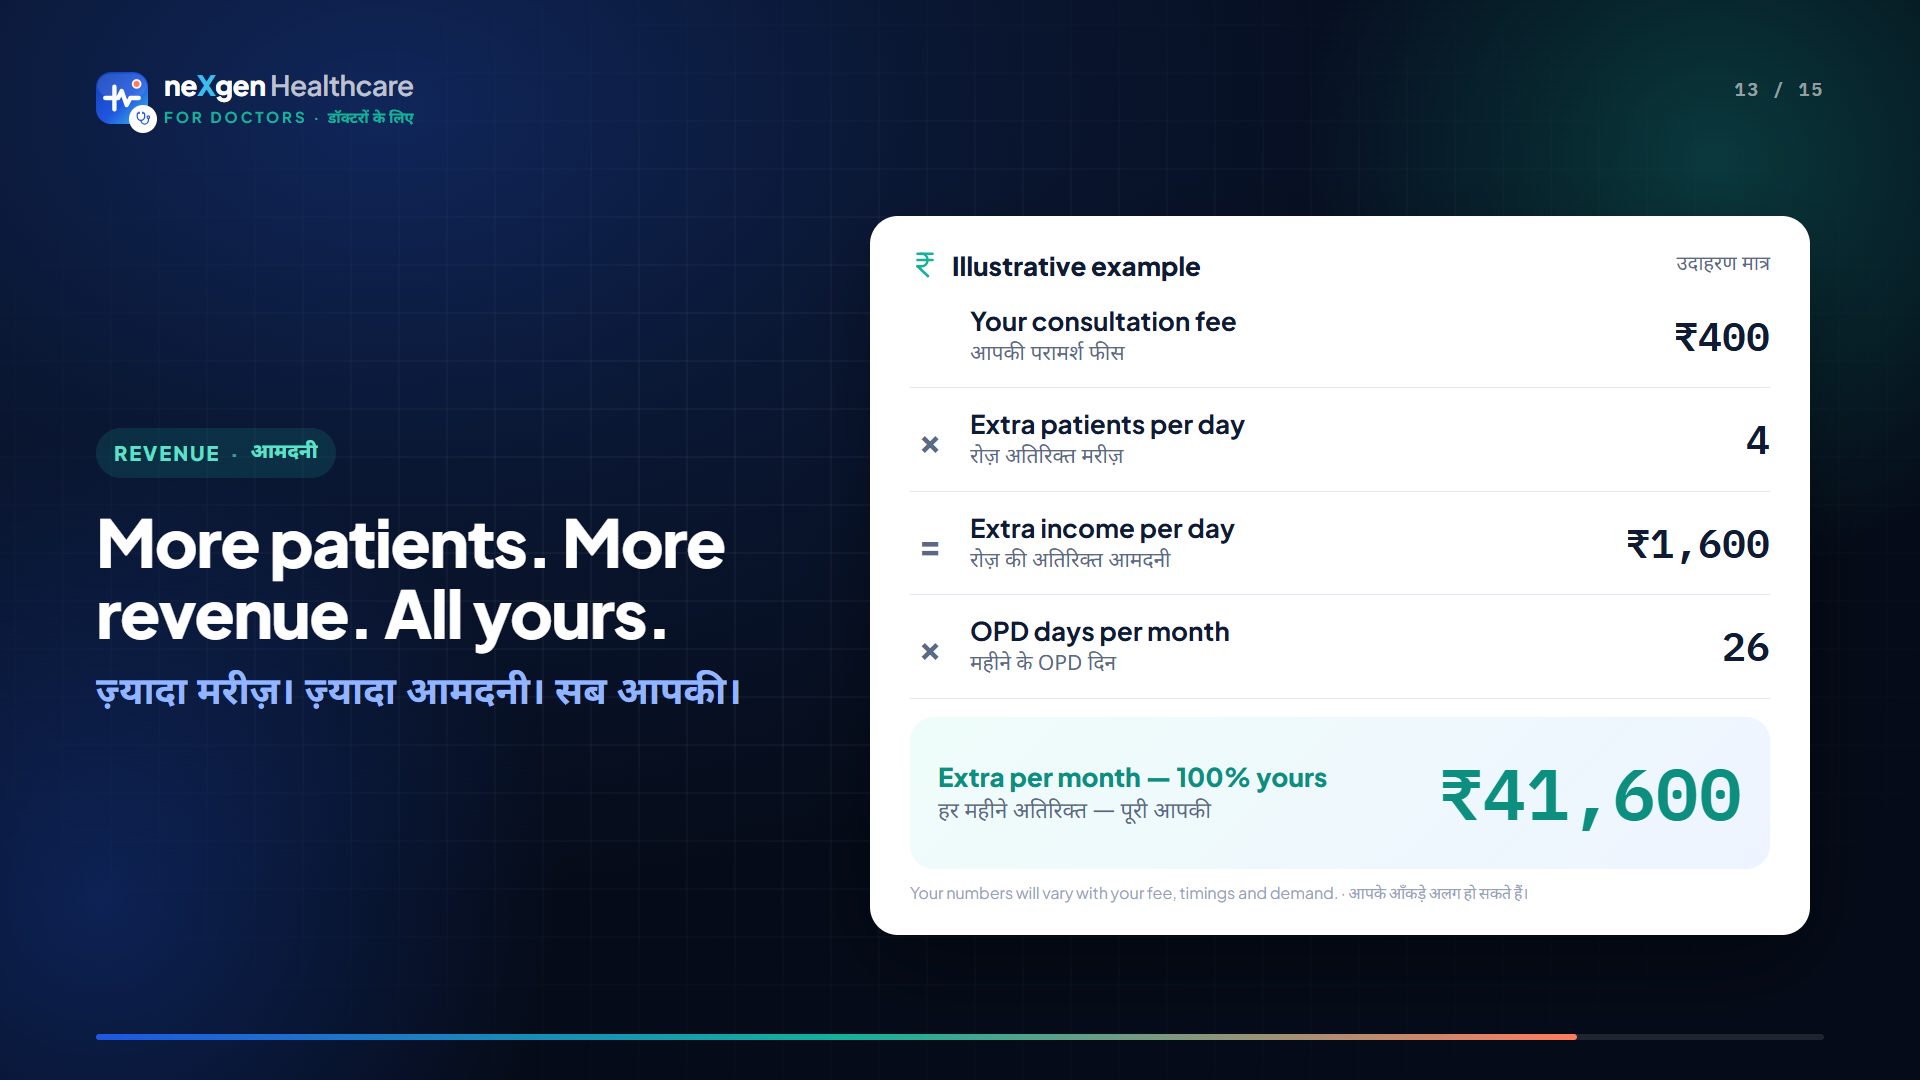 neXgen Healthcare
FOR DOCTORS · डॉक्टरों के लिए
13 / 15
REVENUE · आमदनी
More patients. More
revenue. All yours.
ज़्यादा मरीज़। ज़्यादा आमदनी। सब आपकी।
₹ Illustrative example
उदाहरण मात्र
Your consultation fee
आपकी परामर्श फीस
₹400
× Extra patients per day
रोज़ अतिरिक्त मरीज़
4
= Extra income per day
रोज़ की अतिरिक्त आमदनी
₹1,600
× OPD days per month
महीने के OPD दिन
26
Extra per month — 100% yours
हर महीने अतिरिक्त — पूरी आपकी
₹41,600
Your numbers will vary with your fee, timings and demand. · आपके आँकड़े अलग हो सकते हैं।